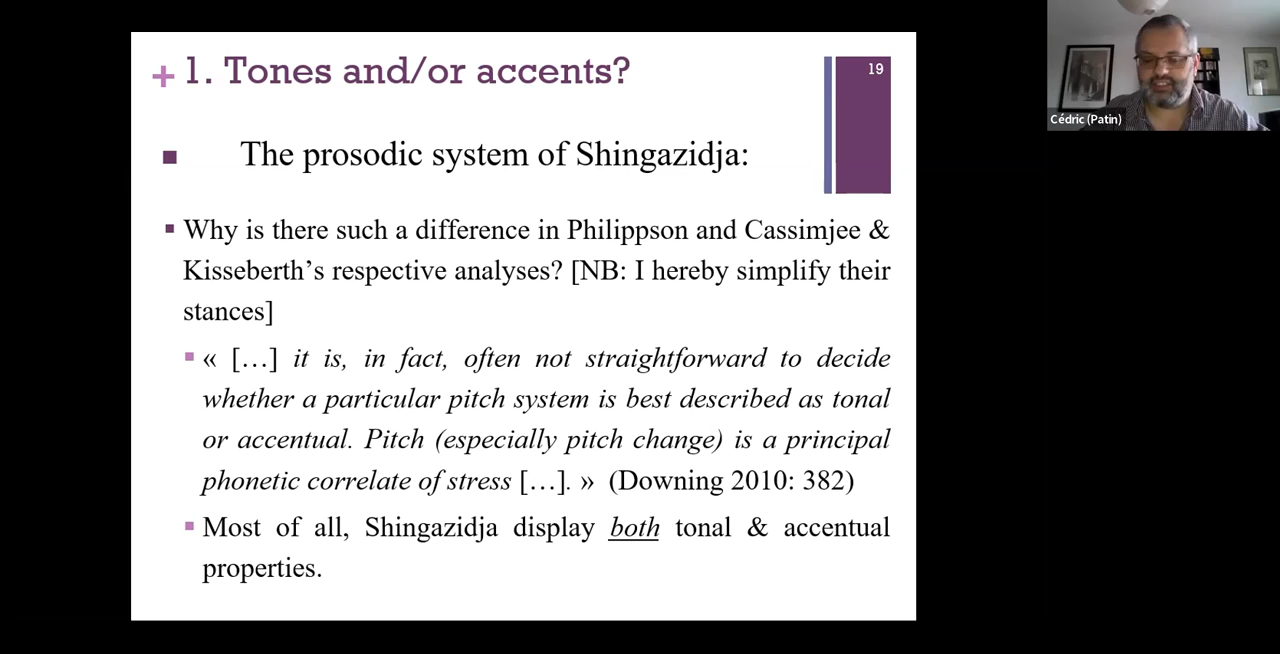 + 1. Tones and/or accents?
19
Cédric (Patin)
The prosodic system of Shingazidja:
Why is there such a difference in Philippson and Cassimjee &
Kisseberth’s respective analyses? [NB: I hereby simplify their
stances]
« […] it is, in fact, often not straightforward to decide
whether a particular pitch system is best described as tonal
or accentual. Pitch (especially pitch change) is a principal
phonetic correlate of stress […]. » (Downing 2010: 382)
Most of all, Shingazidja display both tonal & accentual
properties.